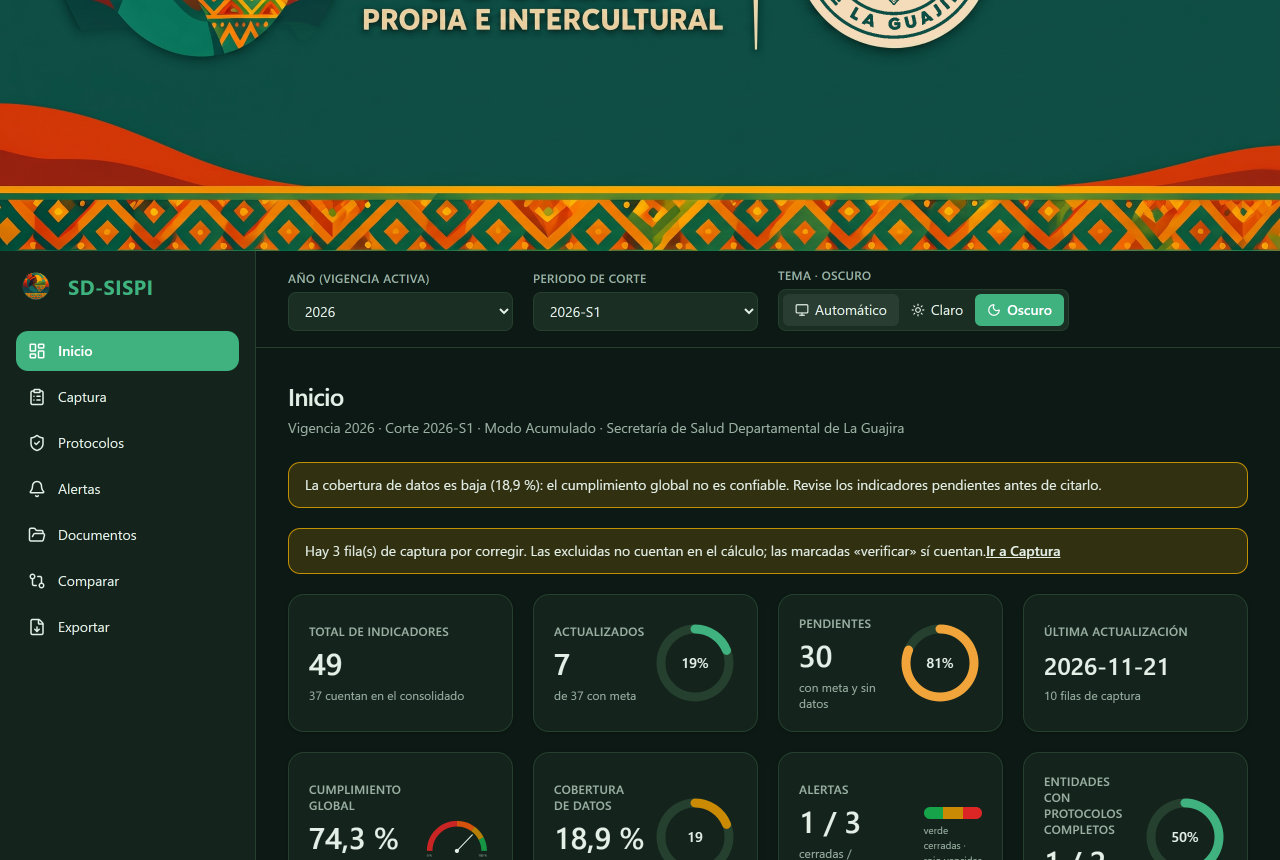 PROPIA E INTERCULTURAL
LA GUAJIRA
SD-SISPI
Inicio
Captura
Protocolos
Alertas
Documentos
Comparar
Exportar
AÑO (VIGENCIA ACTIVA)
2026
PERIODO DE CORTE
2026-S1
TEMA · OSCURO
Automático
Claro
Oscuro
Inicio
Vigencia 2026 · Corte 2026-S1 · Modo Acumulado · Secretaría de Salud Departamental de La Guajira
La cobertura de datos es baja (18,9 %): el cumplimiento global no es confiable. Revise los indicadores pendientes antes de citarlo.
Hay 3 fila(s) de captura por corregir. Las excluidas no cuentan en el cálculo; las marcadas «verificar» sí cuentan.Ir a Captura
TOTAL DE INDICADORES
49
37 cuentan en el consolidado
ACTUALIZADOS
7
de 37 con meta
19%
PENDIENTES
30
con meta y sin
datos
81%
ÚLTIMA ACTUALIZACIÓN
2026-11-21
10 filas de captura
CUMPLIMIENTO
GLOBAL
74,3 %
COBERTURA
DE DATOS
18,9 %
19
ALERTAS
1 / 3
cerradas /
verde
cerradas ·
ENTIDADES
CON
PROTOCOLOS
COMPLETOS
50%